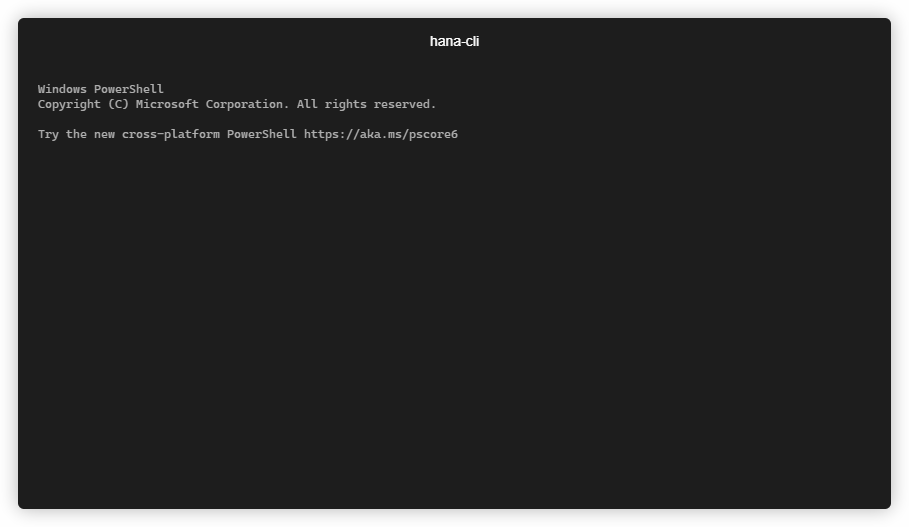 hana-cli
Windows PowerShell
Copyright (C) Microsoft Corporation. All rights reserved.
Try the new cross-platform PowerShell https://aka.ms/pscore6